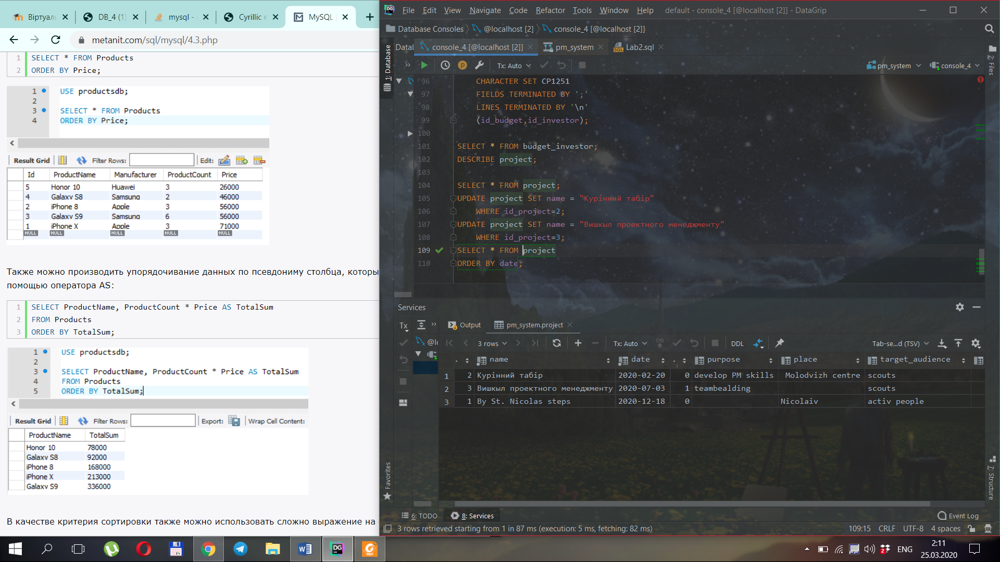 Віртуаль
DB_4 (1)
mysql -
Cyrillic e
MySQL
metanit.com/sql/mysql/4.3.php
1 SELECT * FROM Products
2 ORDER BY Price;
1 USE productsdb;
2
3 SELECT * FROM Products
4 ORDER BY Price;
Result Grid Filter Rows: Edit:
Id ProductName Manufacturer ProductCount Price
5 Honor 10 Huawei 3 26000
4 Galaxy S8 Samsung 2 46000
2 iPhone 8 Apple 3 56000
3 Galaxy S9 Samsung 6 56000
1 iPhone X Apple 3 71000
NULL NULL NULL NULL NULL
Также можно производить упорядочивание данных по псевдониму столбца, которы
помощью оператора AS:
1 SELECT ProductName, ProductCount * Price AS TotalSum
2 FROM Products
3 ORDER BY TotalSum;
1 USE productsdb;
2
3 SELECT ProductName, ProductCount * Price AS TotalSum
4 FROM Products
5 ORDER BY TotalSum;
Result Grid Filter Rows: Export: Wrap Cell Content:
ProductName TotalSum
Honor 10 78000
Galaxy S8 92000
iPhone 8 168000
iPhone X 213000
Galaxy S9 336000
В качестве критерия сортировки также можно использовать сложно выражение на
DG File Edit View Navigate Code Refactor Tools Window Help default - console_4 [@localhost [2]] - DataGrip
Database Consoles @localhost [2] console_4 [@localhost [2]]
Datal console_4 [@localhost [2]] pm_system Lab2.sql
Tx: Auto pm_system console_4
1: Database
2: Files
96 CHARACTER SET CP1251
97 FIELDS TERMINATED BY ';'
98 LINES TERMINATED BY '\n'
99 (id_budget,id_investor);
100
101 SELECT * FROM budget_investor;
102 DESCRIBE project;
103
104 SELECT * FROM project;
105 UPDATE project SET name = "Курінний табір"
106 WHERE id_project=2;
107 UPDATE project SET name = "Вишкыл проектного менеджменту"
108 WHERE id_project=3;
109 SELECT * FROM project
110 ORDER BY date;
Services
Tx Output pm_system.project
@lo 3 rows Tx: Auto DB DDL Tab-se...d (TSV)
name date purpose place target_audience
1 2 Курінний табір 2020-02-20 0 develop PM skills Molodvizh centre scouts
2 3 Вишкыл проектного менеджменту 2020-07-03 1 teambealding scouts
3 1 By St. Nicolas steps 2020-12-18 0 Nicolaiv activ people
Favorites
7: Structure
6: TODO 8: Services Event Log
3 rows retrieved starting from 1 in 87 ms (execution: 5 ms, fetching: 82 ms) 109:15 CRLF UTF-8 4 spaces
ENG
2:11
25.03.2020